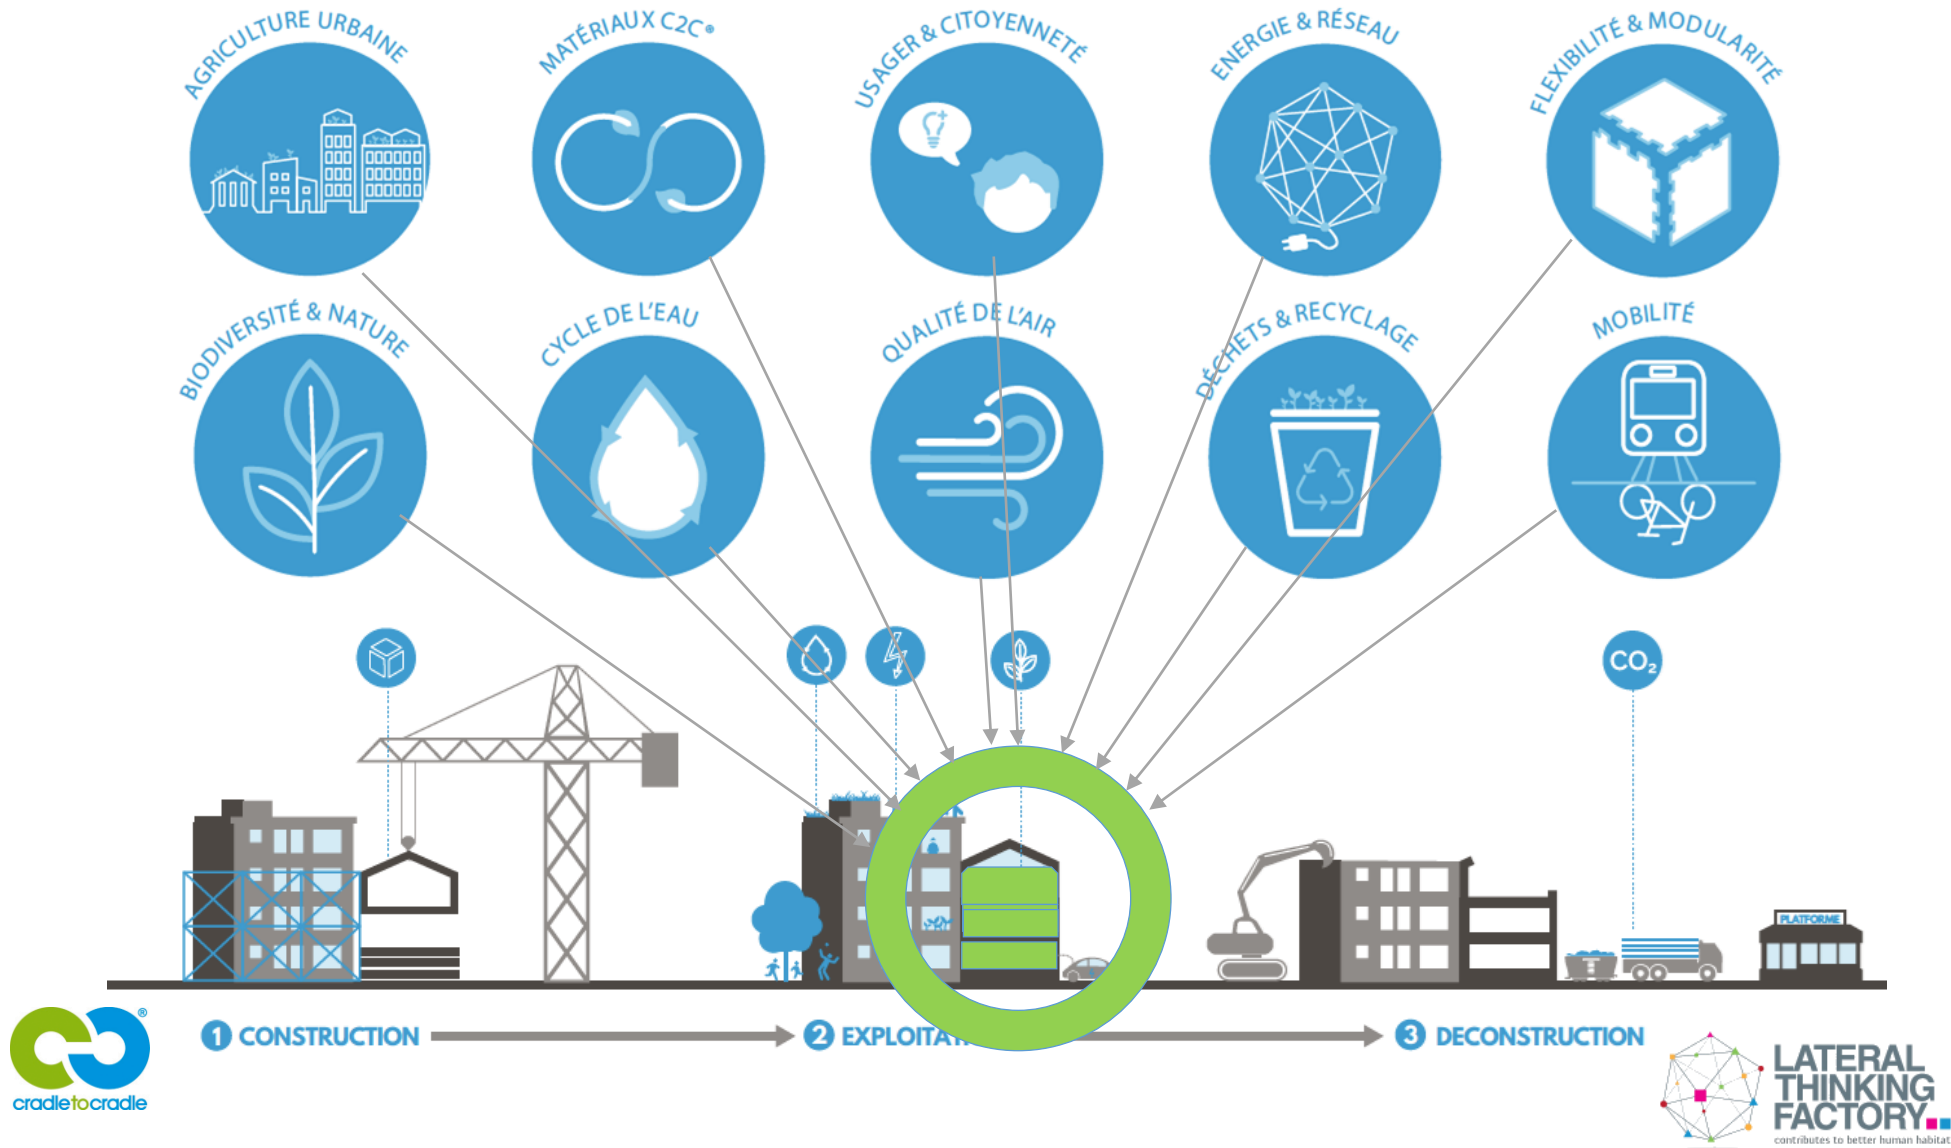 AGRICULTURE URBAINE
MATÉRIAUX C2C®
USAGER & CITOYENNETÉ
ENERGIE & RÉSEAU
FLEXIBILITÉ & MODULARITÉ
BIODIVERSITÉ & NATURE
CYCLE DE L'EAU
QUALITÉ DE L'AIR
DÉCHETS & RECYCLAGE
MOBILITÉ
CO₂
PLATFORME
1 CONSTRUCTION
2 EXPLOITAT
3 DECONSTRUCTION
®
cradletocradle
LATERAL
THINKING
FACTORY
contributes to better human habitat